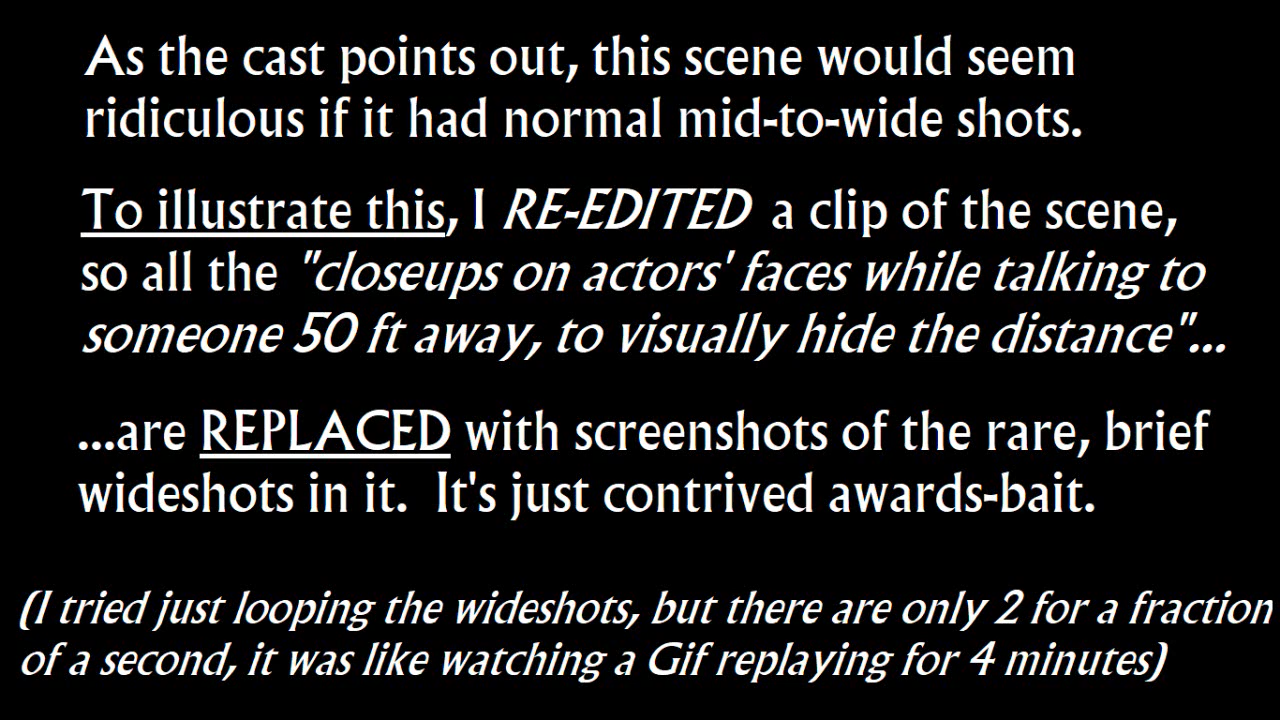 As the cast points out, this scene would seem
ridiculous if it had normal mid-to-wide shots.
To illustrate this, I RE-EDITED a clip of the scene,
so all the "closeups on actors' faces while talking to
someone 50 ft away, to visually hide the distance"...
...are REPLACED with screenshots of the rare, brief
wideshots in it. It's just contrived awards-bait.
(I tried just looping the wideshots, but there are only 2 for a fraction
of a second, it was like watching a Gif replaying for 4 minutes)